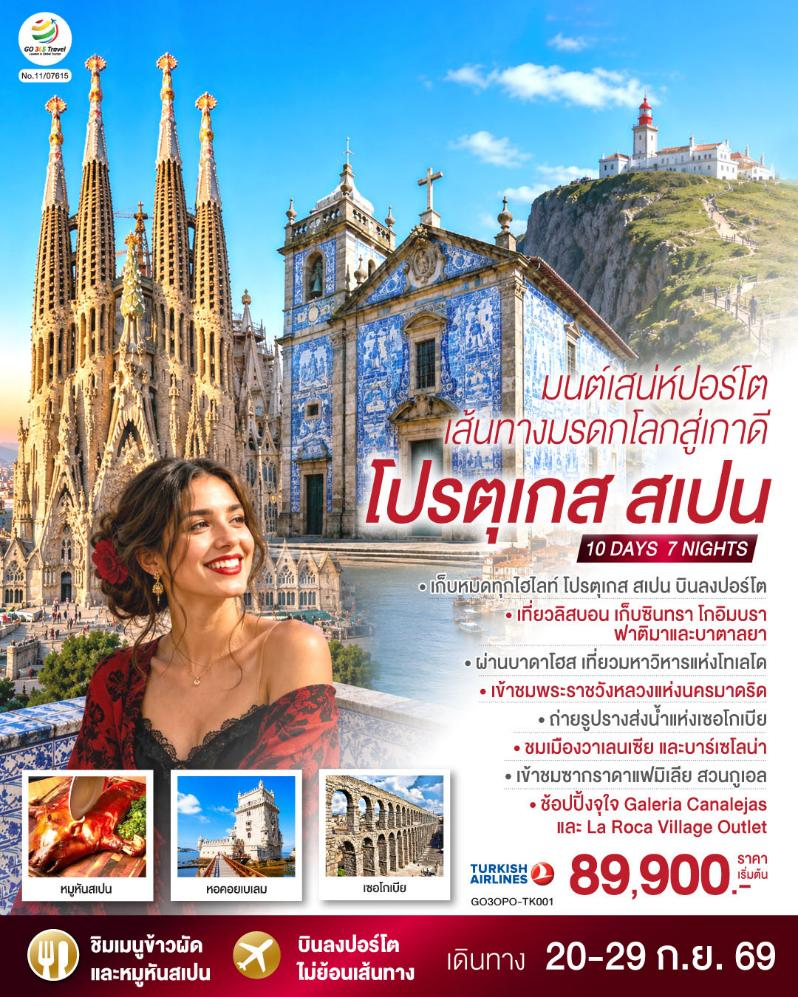 GO 365 Travel
No.11/07615
มนต์เสน่ห์ปอร์โต
เส้นทางมรดกโลกสู่เกาดี
โปรตุเกส สเปน
10 DAYS 7 NIGHTS
• เก็บหมดทุกไฮไลท์ โปรตุเกส สเปน บินลงปอร์โต
• เที่ยวลิสบอน เก็บซินทรา โกอิมบรา
ฟาติมาและบาตาลยา
• ผ่านบาดาโฮส เที่ยวมหาวิหารแห่งโทเลโด
• เข้าชมพระราชวังหลวงแห่งนครมาดริด
• ถ่ายรูปรางส่งน้ำแห่งเซอโกเบีย
• ชมเมืองวาเลนเซีย และบาร์เซโลน่า
• เข้าชมซากราดาแฟมิเลีย สวนกูเอล
• ช้อปปิ้งจุใจ Galeria Canalejas
และ La Roca Village Outlet
หมูหันสเปน
หอคอยเบเลม
เซอโกเบีย
TURKISH
AIRLINES
GO3OPO-TK001
89,900.-
ราคา
เริ่มต้น
ชิมเมนูข้าวผัด
และหมูหันสเปน
บินลงปอร์โต
ไม่ย้อนเส้นทาง
เดินทาง 20-29 ก.ย. 69